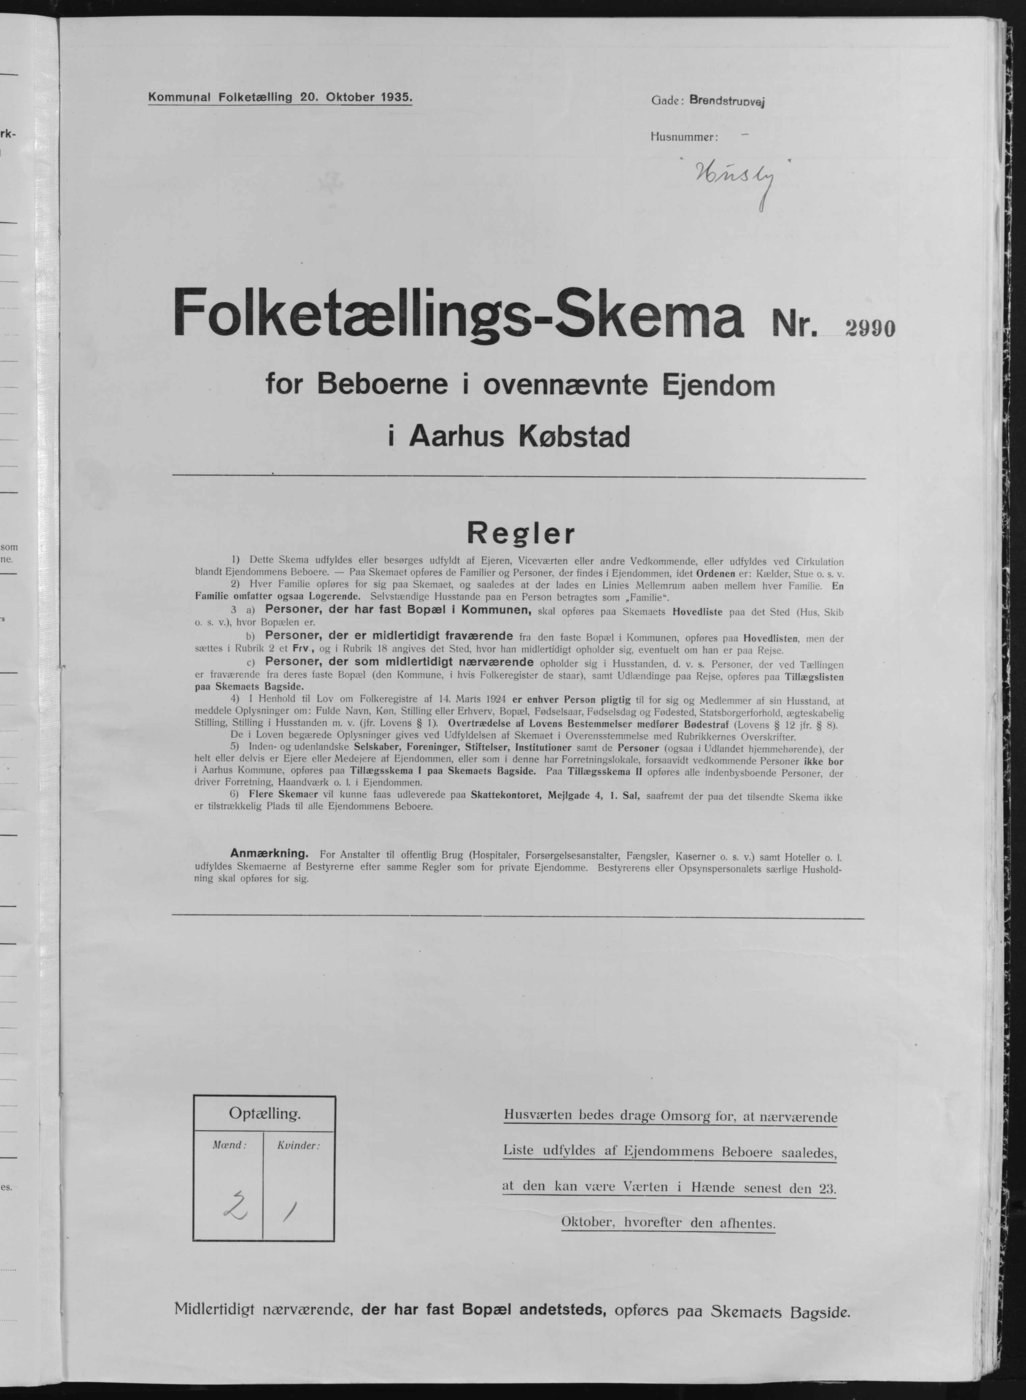 Kommunal Folketælling 20. Oktober 1935.
Gade: Brendstrupvej
Husnummer: —
"Husly"
Folketællings-Skema Nr. 2990
for Beboerne i ovennævnte Ejendom
i Aarhus Købstad
Regler
1) Dette Skema udfyldes eller besørges udfyldt af Ejeren, Viceværten eller andre Vedkommende, eller udfyldes ved Cirkulation
blandt Ejendommens Beboere. — Paa Skemaet opføres de Familier og Personer, der findes i Ejendommen, idet Ordenen er: Kælder, Stue o. s. v.
2) Hver Familie opføres for sig paa Skemaet, og saaledes at der lades en Linies Mellemrum aaben mellem hver Familie. En
Familie omfatter ogsaa Logerende. Selvstændige Husstande paa en Person betragtes som „Familie“.
3 a) Personer, der har fast Bopæl i Kommunen, skal opføres paa Skemaets Hovedliste paa det Sted (Hus, Skib
o. s. v.), hvor Bopælen er.
b) Personer, der er midlertidigt fraværende fra den faste Bopæl i Kommunen, opføres paa Hovedlisten, men der
sættes i Rubrik 2 et Frv., og i Rubrik 18 angives det Sted, hvor han midlertidigt opholder sig, eventuelt om han er paa Rejse.
c) Personer, der som midlertidigt nærværende opholder sig i Husstanden, d. v. s. Personer, der ved Tællingen
er fraværende fra deres faste Bopæl (den Kommune, i hvis Folkeregister de staar), samt Udlændinge paa Rejse, opføres paa Tillægslisten
paa Skemaets Bagside.
4) I Henhold til Lov om Folkeregistre af 14. Marts 1924 er enhver Person pligtig til for sig og Medlemmer af sin Husstand, at
meddele Oplysninger om: Fulde Navn, Køn, Stilling eller Erhverv, Bopæl, Fødselsaar, Fødselsdag og Fødested, Statsborgerforhold, ægteskabelig
Stilling, Stilling i Husstanden m. v. (jfr. Lovens § 1). Overtrædelse af Lovens Bestemmelser medfører Bødestraf (Lovens § 12 jfr. § 8).
De i Loven begærede Oplysninger gives ved Udfyldelsen af Skemaet i Overensstemmelse med Rubrikkernes Overskrifter.
5) Inden- og udenlandske Selskaber, Foreninger, Stiftelser, Institutioner samt de Personer (ogsaa i Udlandet hjemmehørende), der
helt eller delvis er Ejere eller Medejere af Ejendommen, eller som i denne har Forretningslokale, forsaavidt vedkommende Personer ikke bor
i Aarhus Kommune, opføres paa Tillægsskema I paa Skemaets Bagside. Paa Tillægsskema II opføres alle indenbysboende Personer, der
driver Forretning, Haandværk o. l. i Ejendommen.
6) Flere Skemaer vil kunne faas udleverede paa Skattekontoret, Mejlgade 4, 1. Sal, saafremt der paa det tilsendte Skema ikke
er tilstrækkelig Plads til alle Ejendommens Beboere.
Anmærkning. For Anstalter til offentlig Brug (Hospitaler, Forsørgelsesanstalter, Fængsler, Kaserner o. s. v.) samt Hoteller o. l.
udfyldes Skemaerne af Bestyrerne efter samme Regler som for private Ejendomme. Bestyrerens eller Opsynspersonalets særlige Hushold-
ning skal opføres for sig.
Optælling.
Mænd: Kvinder:
2 1
Husværten bedes drage Omsorg for, at nærværende
Liste udfyldes af Ejendommens Beboere saaledes,
at den kan være Værten i Hænde senest den 23.
Oktober, hvorefter den afhentes.
Midlertidigt nærværende, der har fast Bopæl andetsteds, opføres paa Skemaets Bagside.